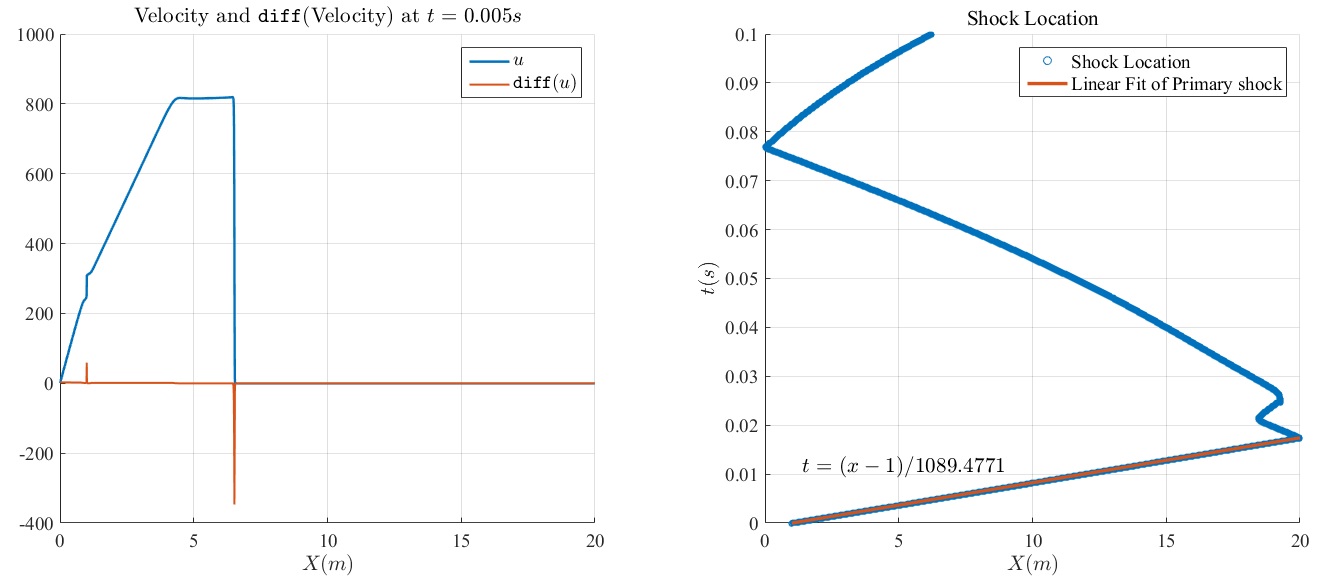 Velocity and diff(Velocity) at t = 0.005s
1000
800
600
400
200
0
-200
-400
u
diff(u)
0
5
10
15
20
X(m)
Shock Location
0.1
0.09
0.08
0.07
0.06
0.05
0.04
0.03
0.02
0.01
0
t(s)
Shock Location
Linear Fit of Primary shock
t = (x − 1)/1089.4771
0
5
10
15
20
X(m)